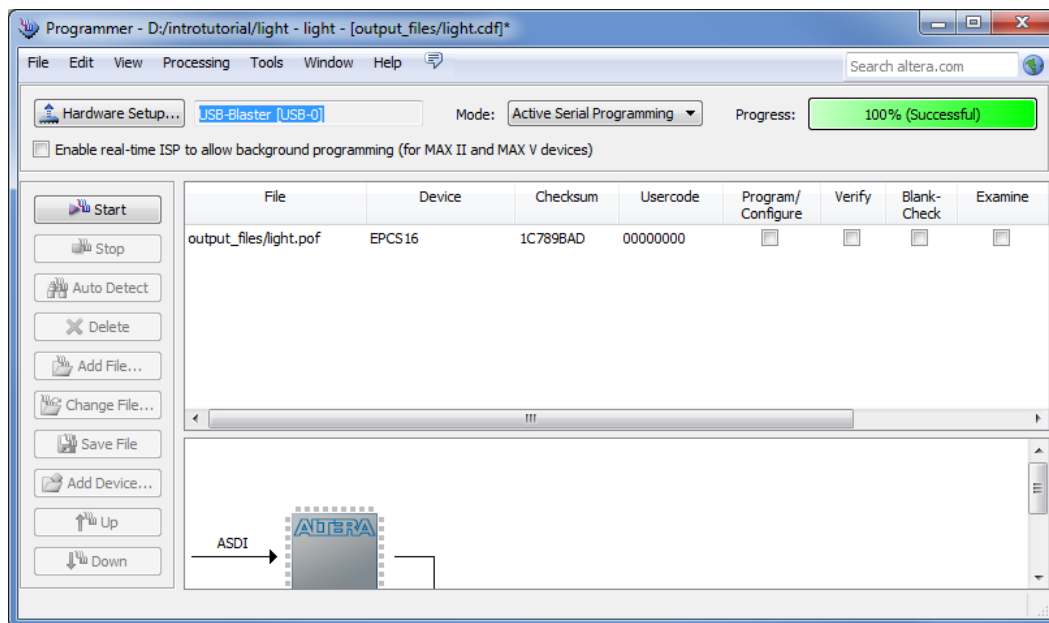 Programmer - D:/introtutorial/light - light - [output_files/light.cdf]*
File Edit View Processing Tools Window Help Search altera.com
Hardware Setup... USB-Blaster [USB-0] Mode: Active Serial Programming Progress: 100% (Successful)
Enable real-time ISP to allow background programming (for MAX II and MAX V devices)
Start
Stop
Auto Detect
Delete
Add File...
Change File...
Save File
Add Device...
Up
Down
File Device Checksum Usercode Program/ Verify Blank- Examine
Configure Check
output_files/light.pof EPCS16 1C789BAD 00000000
ALTERA
ASDI